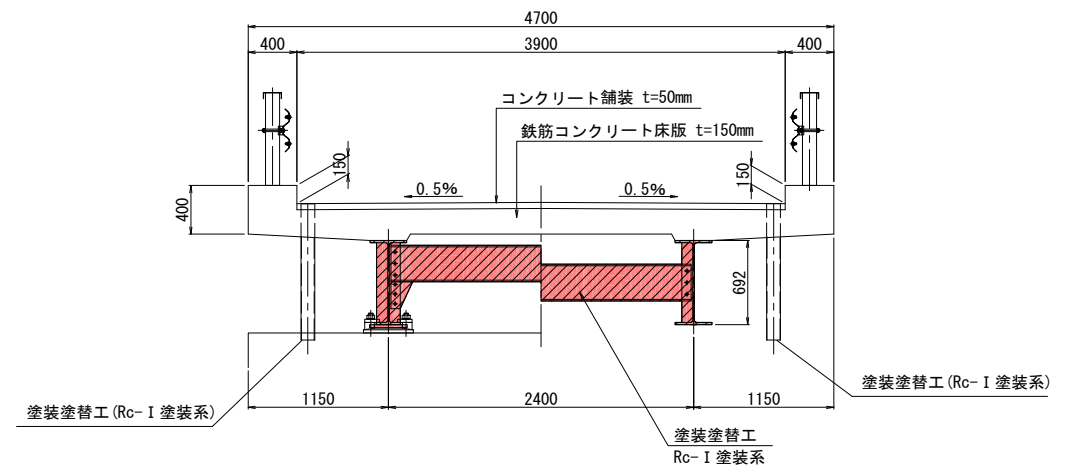 4700
400
3900
400
コンクリート舗装 t=50mm
鉄筋コンクリート床版 t=150mm
150
150
0.5%
0.5%
400
692
塗装塗替工(Rc-Ⅰ塗装系)
1150
2400
1150
塗装塗替工(Rc-Ⅰ塗装系)
塗装塗替工
Rc-Ⅰ塗装系